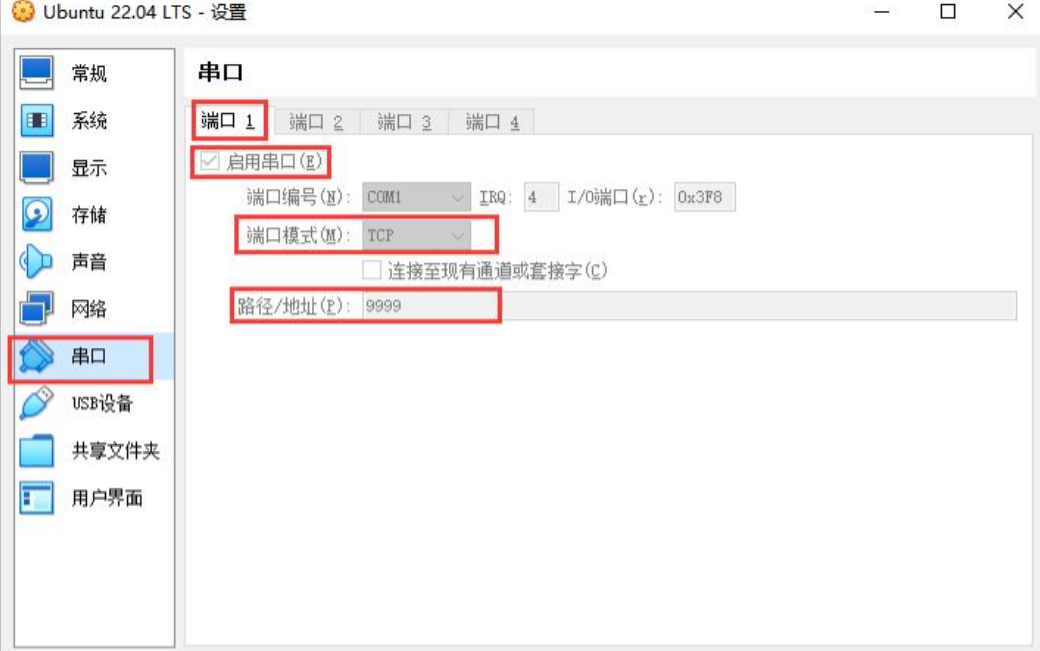 Ubuntu 22.04 LTS - 设置
常规
系统
显示
存储
声音
网络
串口
USB设备
共享文件夹
用户界面
串口
端口 1 端口 2 端口 3 端口 4
启用串口(E)
端口编号(N): COM1 IRQ: 4 I/O端口(r): 0x3F8
端口模式(M): TCP
连接至现有通道或套接字(C)
路径/地址(P): 9999